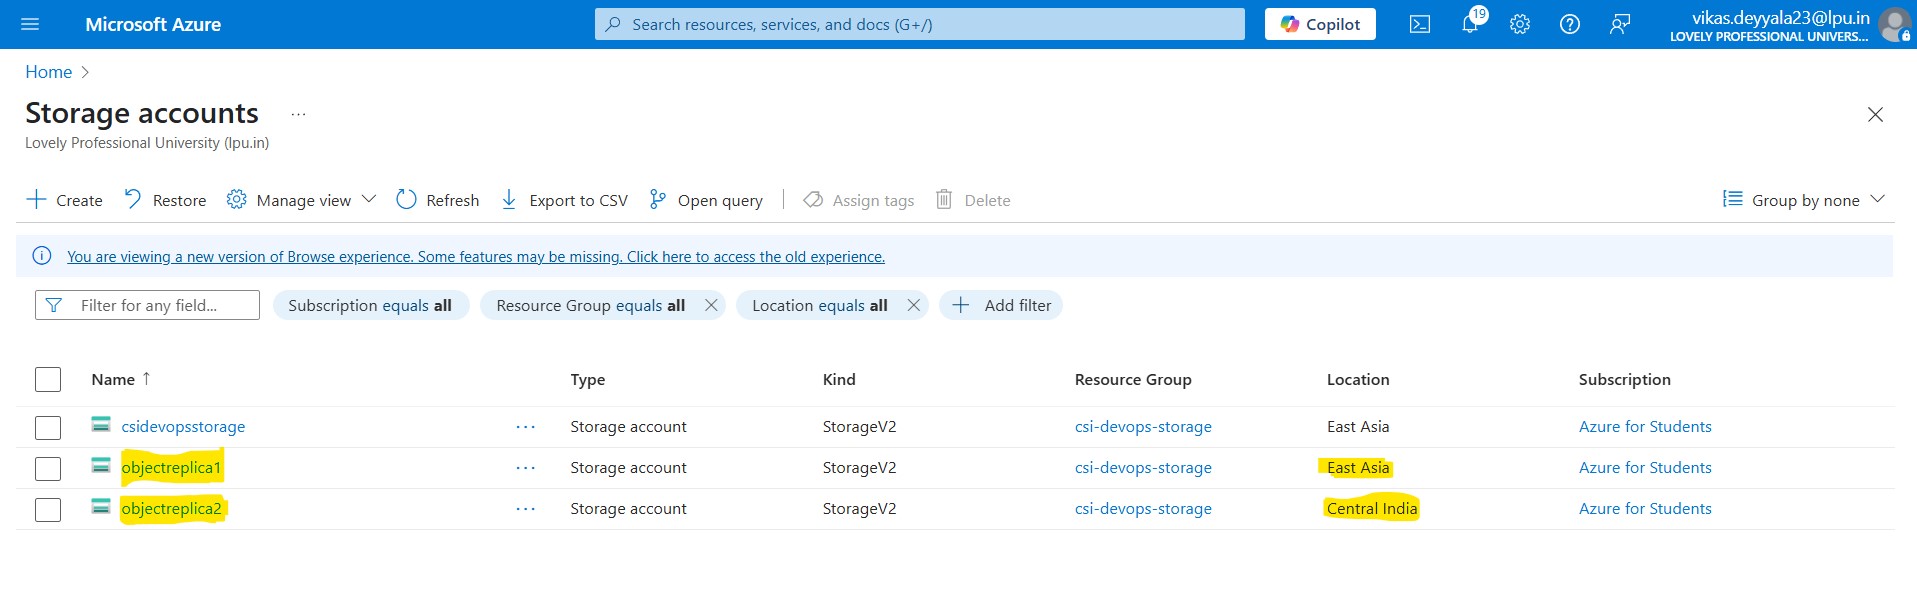 Microsoft Azure
Search resources, services, and docs (G+/)
Copilot
19
vikas.deyyala23@lpu.in
LOVELY PROFESSIONAL UNIVERS...
Home
Storage accounts ...
Lovely Professional University (lpu.in)
Create Restore Manage view Refresh Export to CSV Open query Assign tags Delete Group by none
You are viewing a new version of Browse experience. Some features may be missing. Click here to access the old experience.
Filter for any field... Subscription equals all Resource Group equals all Location equals all Add filter
Name ↑ Type Kind Resource Group Location Subscription
csidevopsstorage ... Storage account StorageV2 csi-devops-storage East Asia Azure for Students
objectreplica1 ... Storage account StorageV2 csi-devops-storage East Asia Azure for Students
objectreplica2 ... Storage account StorageV2 csi-devops-storage Central India Azure for Students